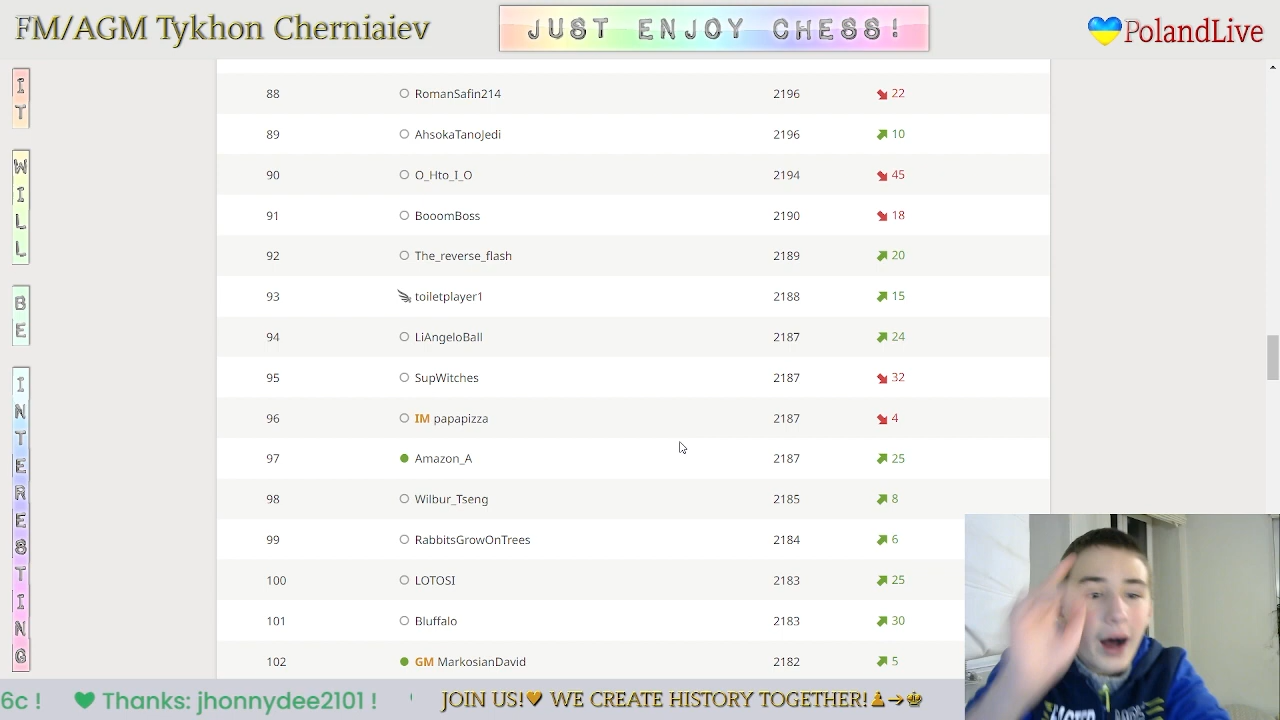 FM/AGM Tykhon Cherniaiev
JUST ENJOY CHESS!
PolandLive
IT
WILL
BE
INTERESTING
88 RomanSafin214 2196 22
89 AhsokaTanoJedi 2196 10
90 O_Hto_I_O 2194 45
91 BooomBoss 2190 18
92 The_reverse_flash 2189 20
93 toiletplayer1 2188 15
94 LiAngeloBall 2187 24
95 SupWitches 2187 32
96 IM papapizza 2187 4
97 Amazon_A 2187 25
98 Wilbur_Tseng 2185 8
99 RabbitsGrowOnTrees 2184 6
100 LOTOSI 2183 25
101 Bluffalo 2183 30
102 GM MarkosianDavid 2182 5
6c ! Thanks: jhonnydee2101 !
JOIN US! WE CREATE HISTORY TOGETHER!